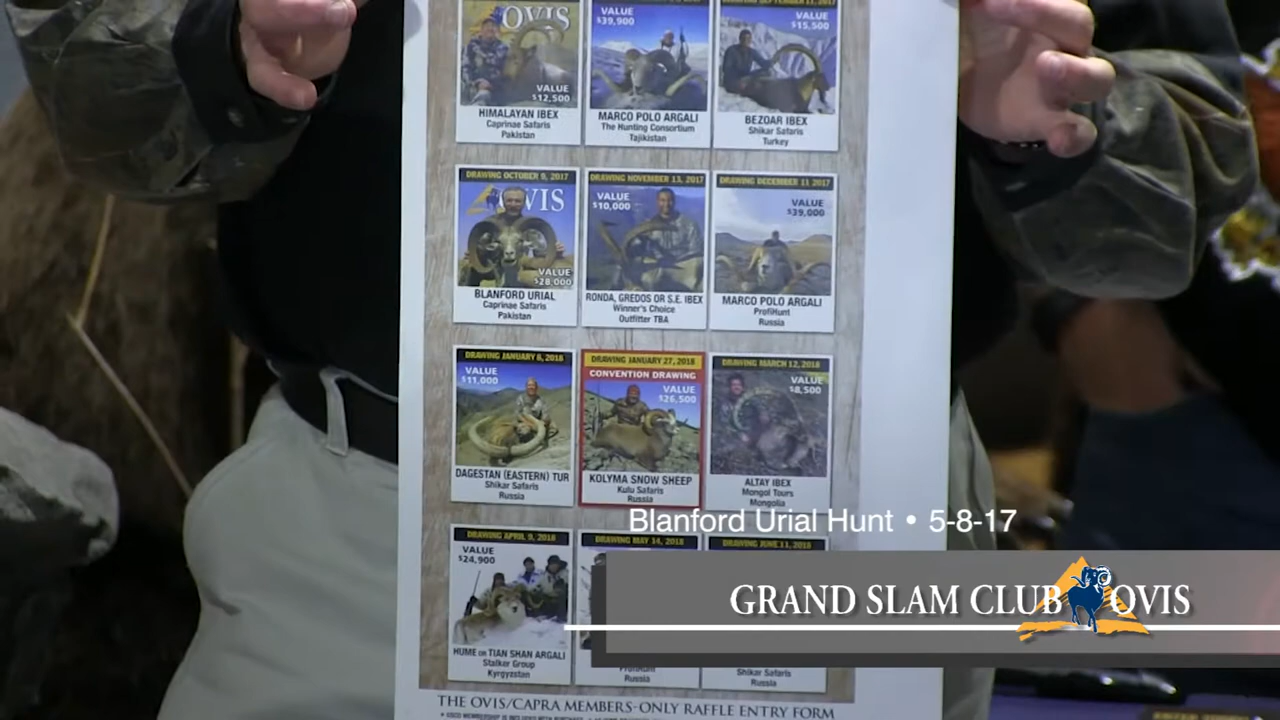 OVIS
VALUE
$12,500
HIMALAYAN IBEX
Caprinae Safaris
Pakistan
VALUE
$39,900
MARCO POLO ARGALI
The Hunting Consortium
Tajikistan
VALUE
$15,500
BEZOAR IBEX
Shikar Safaris
Turkey
DRAWING OCTOBER 9, 2017
OVIS
VALUE
$28,000
BLANFORD URIAL
Caprinae Safaris
Pakistan
DRAWING NOVEMBER 13, 2017
VALUE
$10,000
RONDA, GREDOS OR S.E. IBEX
Winner's Choice
Outfitter TBA
DRAWING DECEMBER 11 2017
VALUE
$39,000
MARCO POLO ARGALI
ProfiHunt
Russia
DRAWING JANUARY 8, 2018
VALUE
$11,000
DAGESTAN (EASTERN) TUR
Shikar Safaris
Russia
DRAWING JANUARY 27, 2018
CONVENTION DRAWING
VALUE
$26,500
KOLYMA SNOW SHEEP
Kulu Safaris
Russia
DRAWING MARCH 12, 2018
VALUE
$8,500
ALTAY IBEX
Mongol Tours
Mongolia
Blanford Urial Hunt • 5-8-17
DRAWING APRIL 9, 2018
VALUE
$24,900
HUME OR TIAN SHAN ARGALI
Stalker Group
Kyrgyzstan
DRAWING MAY 14, 2018
ProfiHunt
Russia
DRAWING JUNE 11, 2018
Shikar Safaris
Russia
GRAND SLAM CLUB OVIS
THE OVIS/CAPRA MEMBERS-ONLY RAFFLE ENTRY FORM